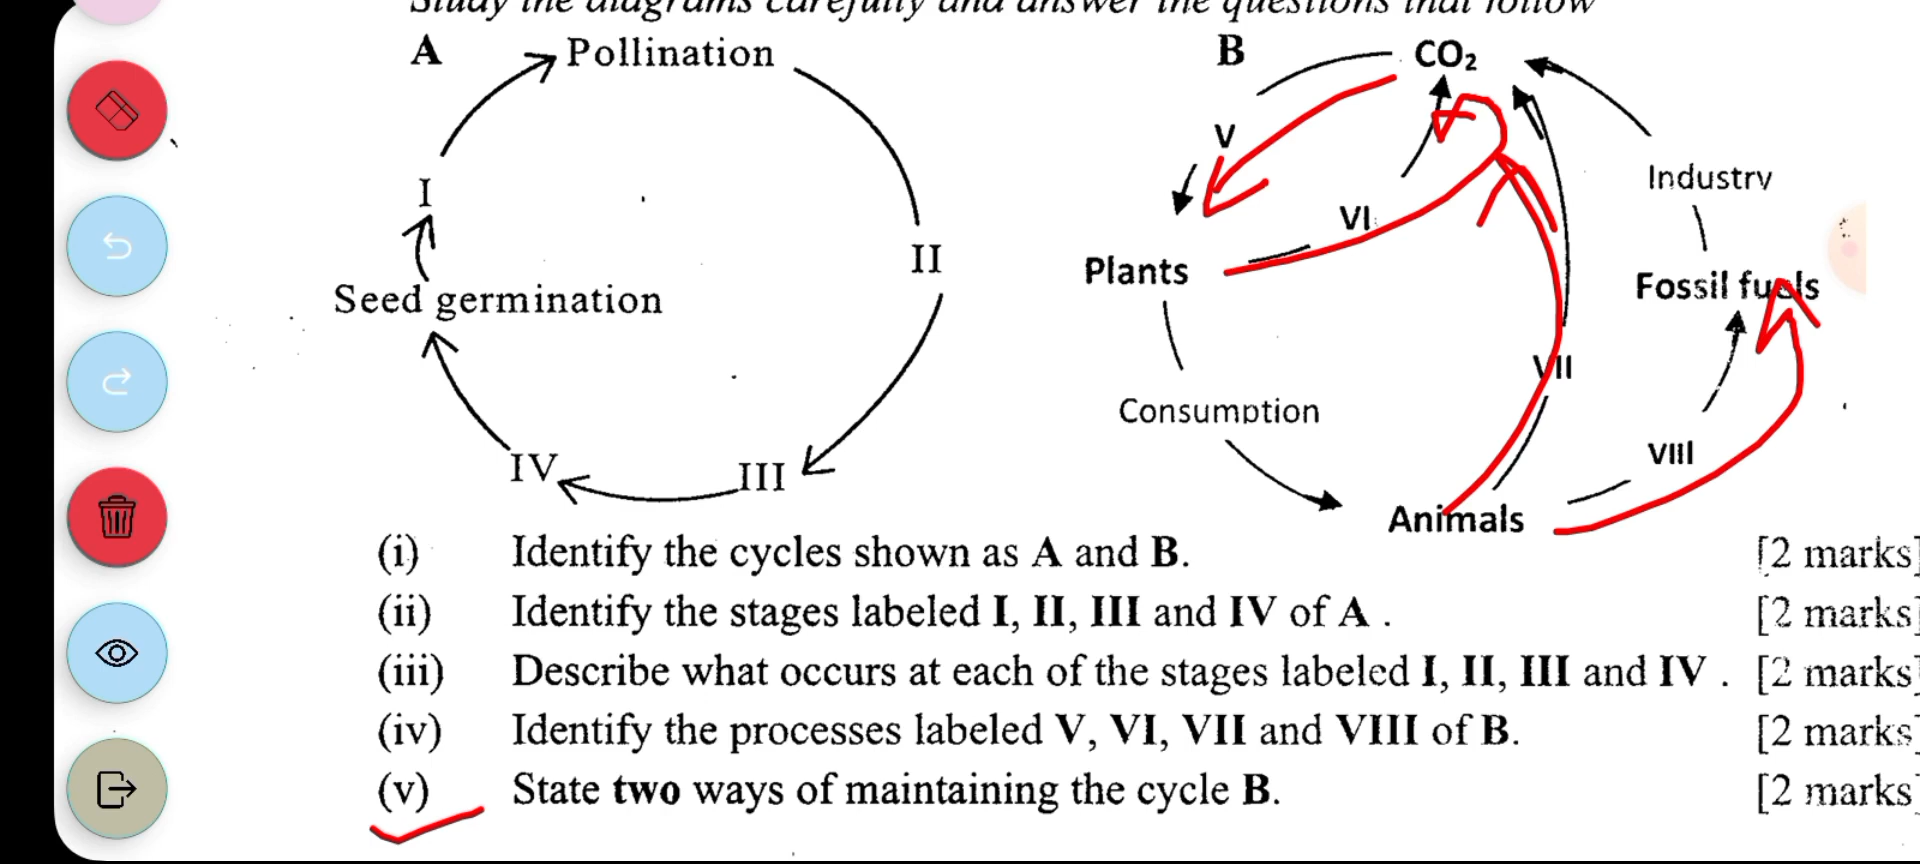 Study the diagrams carefully and answer the questions that follow
A
Pollination
I
II
Seed germination
IV
III
B
CO₂
V
Industry
VI
Plants
Fossil fuels
VII
Consumption
VIII
Animals
(i) Identify the cycles shown as A and B. [2 marks]
(ii) Identify the stages labeled I, II, III and IV of A . [2 marks]
(iii) Describe what occurs at each of the stages labeled I, II, III and IV . [2 marks]
(iv) Identify the processes labeled V, VI, VII and VIII of B. [2 marks]
(v) State two ways of maintaining the cycle B. [2 marks]